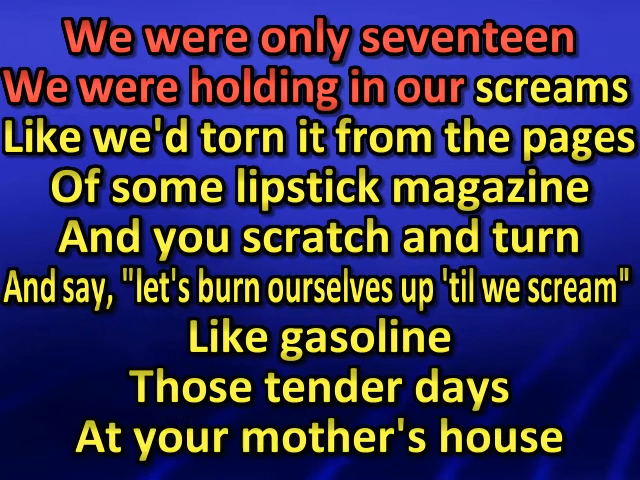 We were only seventeen
We were holding in our screams
Like we'd torn it from the pages
Of some lipstick magazine
And you scratch and turn
And say, "let's burn ourselves up 'til we scream"
Like gasoline
Those tender days
At your mother's house